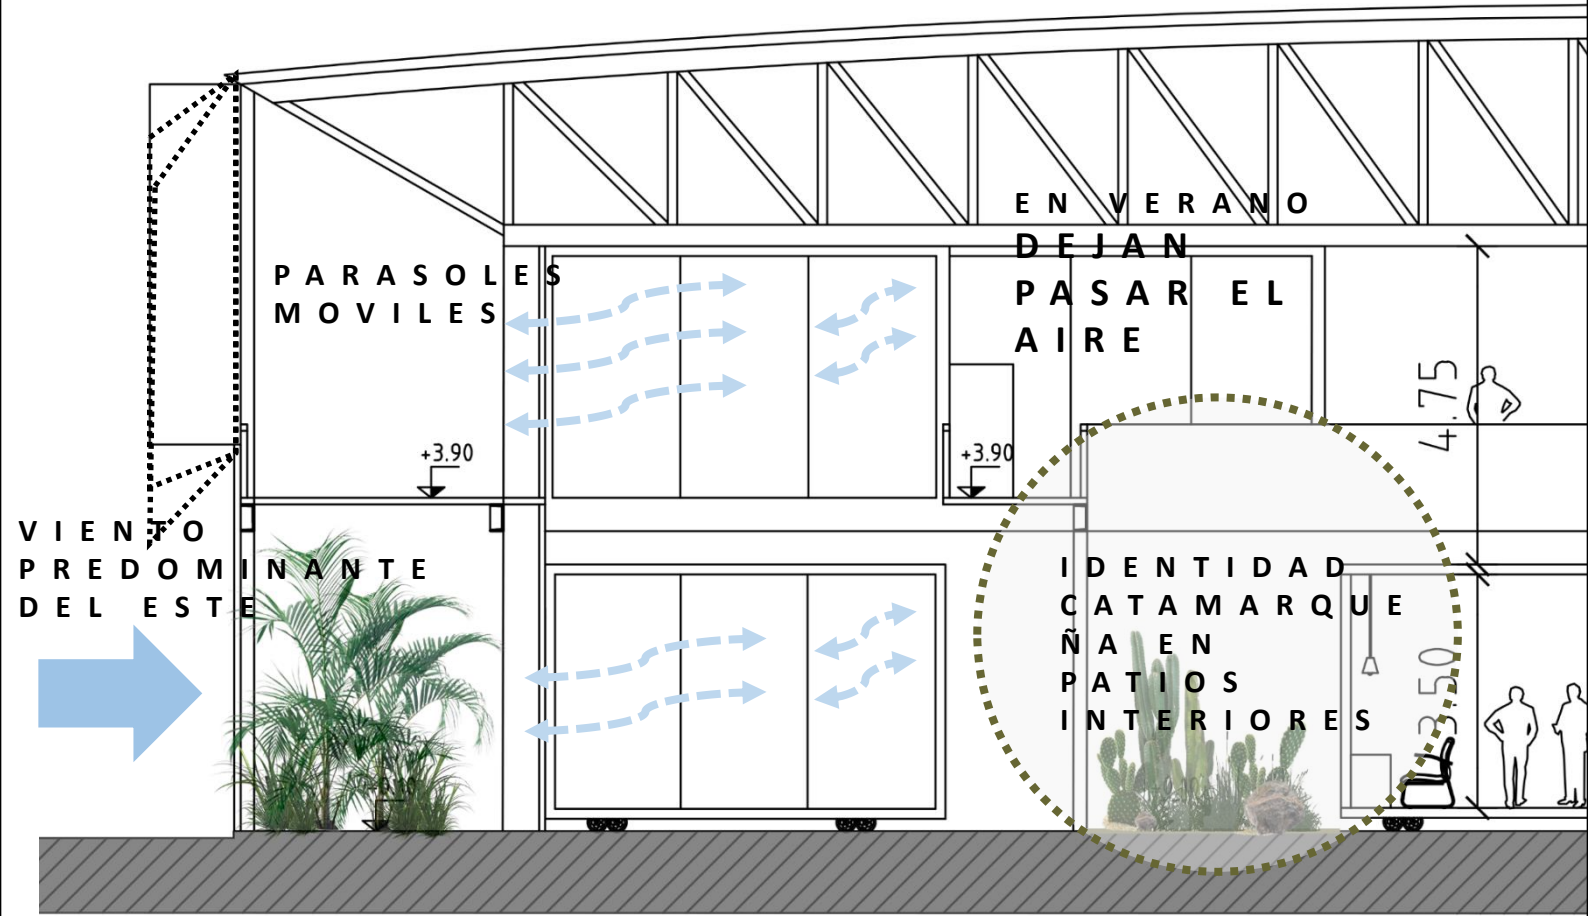 EN VERANO
DEJAN
PASAR EL
AIRE
PARASOLES
MOVILES
4.75
+3.90
+3.90
VIENTO
PREDOMINANTE
DEL ESTE
IDENTIDAD
CATAMARQUE
ÑA EN
PATIOS
INTERIORES
3.50